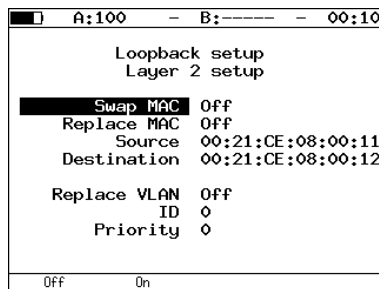 A:100 – B:----- – 00:10
Loopback setup
Layer 2 setup
Swap MAC Off
Replace MAC Off
Source 00:21:CE:08:00:11
Destination 00:21:CE:08:00:12
Replace VLAN Off
ID 0
Priority 0
Off On